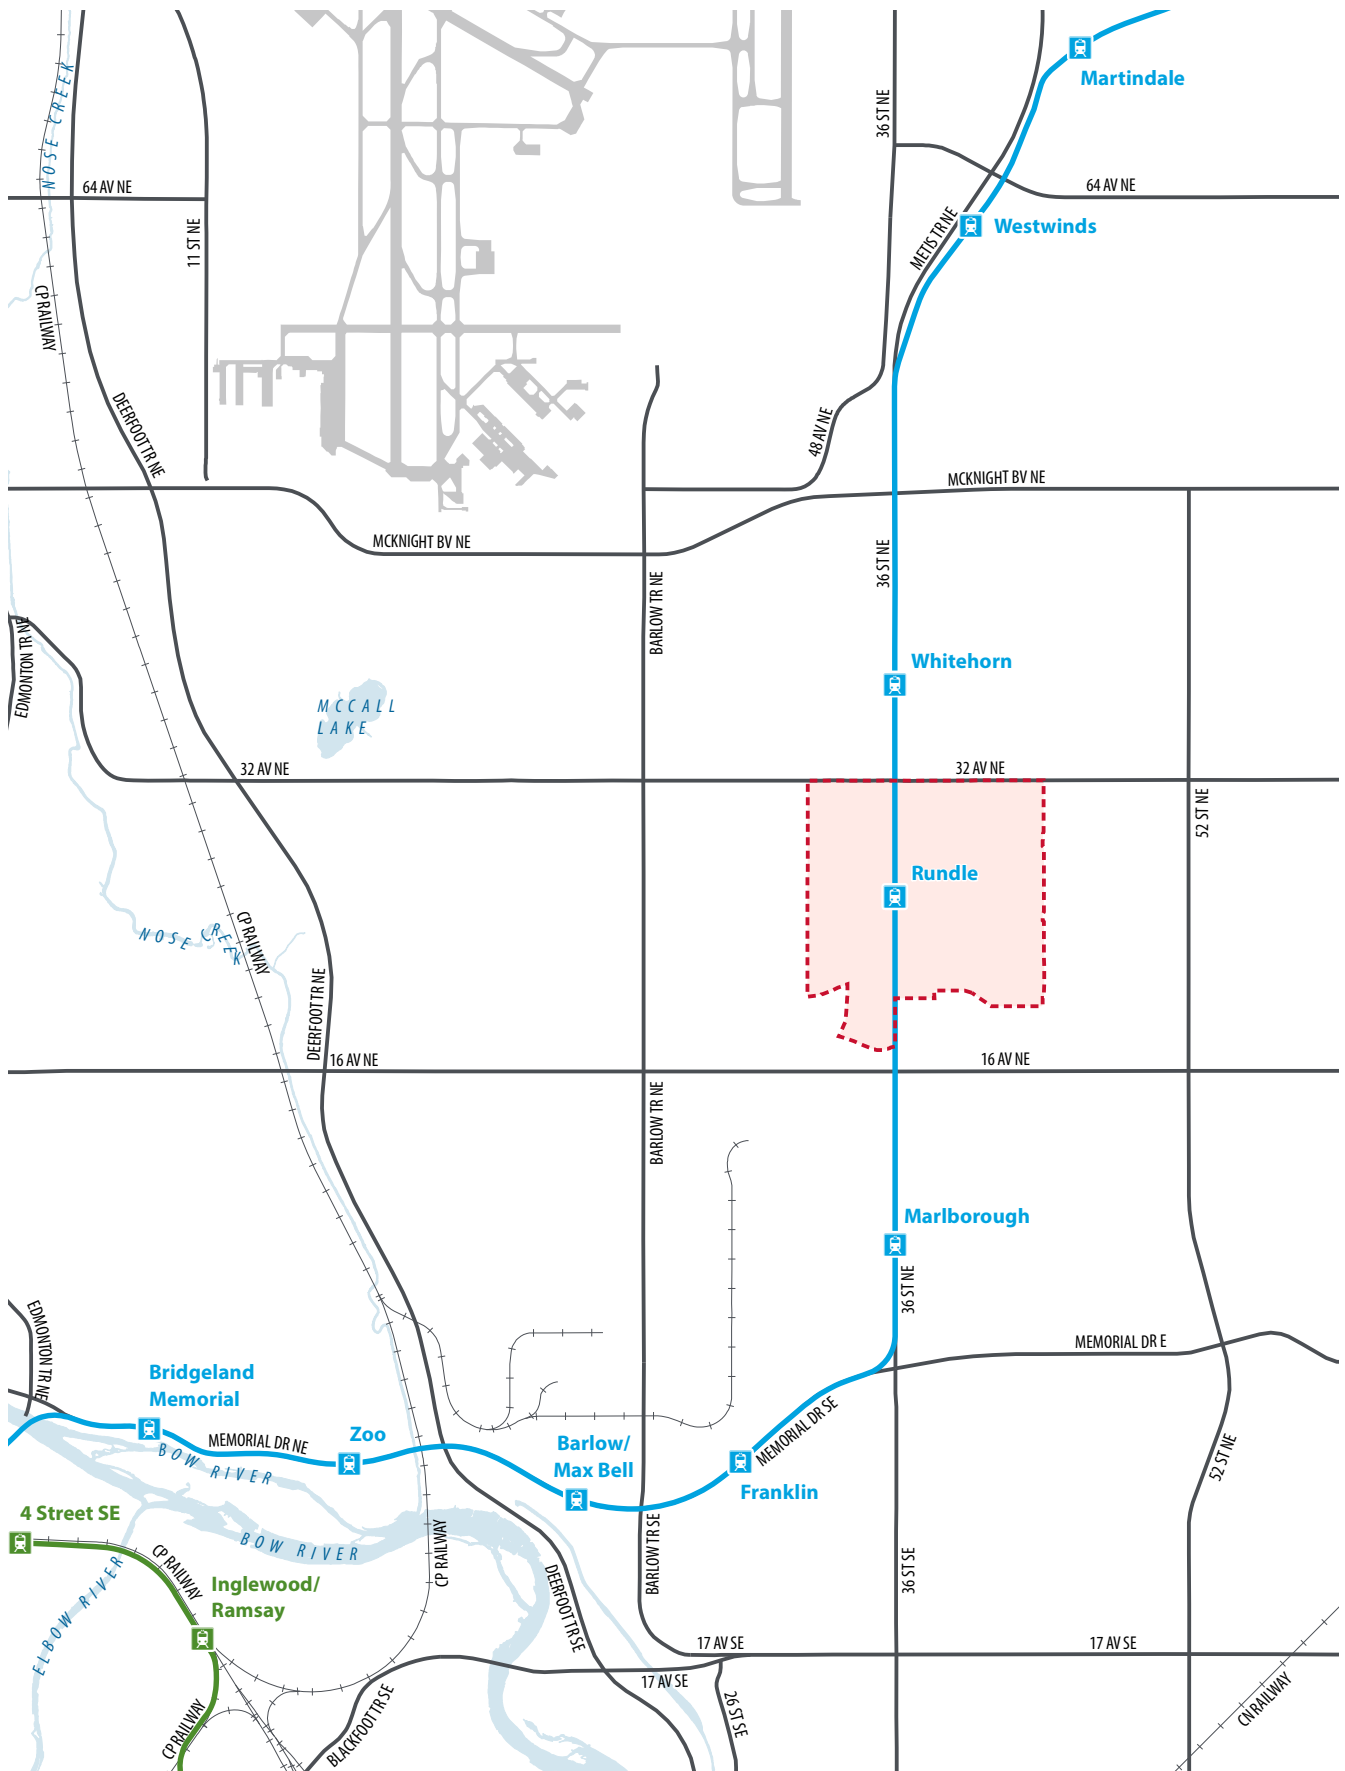 Martindale
NOSE CREEK
36 ST NE
64 AV NE
64 AV NE
11 ST NE
Westwinds
METIS TR NE
CP RAILWAY
DEERFOOT TR NE
48 AV NE
MCKNIGHT BV NE
MCKNIGHT BV NE
36 ST NE
BARLOW TR NE
EDMONTON TR NE
Whitehorn
MCCALL
LAKE
32 AV NE
32 AV NE
52 ST NE
Rundle
NOSE CREEK
CP RAILWAY
DEERFOOT TR NE
16 AV NE
16 AV NE
BARLOW TR NE
Marlborough
36 ST NE
EDMONTON TR NE
MEMORIAL DR E
Bridgeland
Memorial
MEMORIAL DR NE
Zoo
BOW RIVER
Barlow/
Max Bell
MEMORIAL DR SE
Franklin
52 ST NE
4 Street SE
BOW RIVER
CP RAILWAY
CP RAILWAY
BARLOW TR SE
36 ST SE
DEERFOOT TR SE
Inglewood/
Ramsay
ELBOW RIVER
17 AV SE
17 AV SE
17 AV SE
26 ST SE
CP RAILWAY
BLACKFOOT TR SE
CN RAILWAY